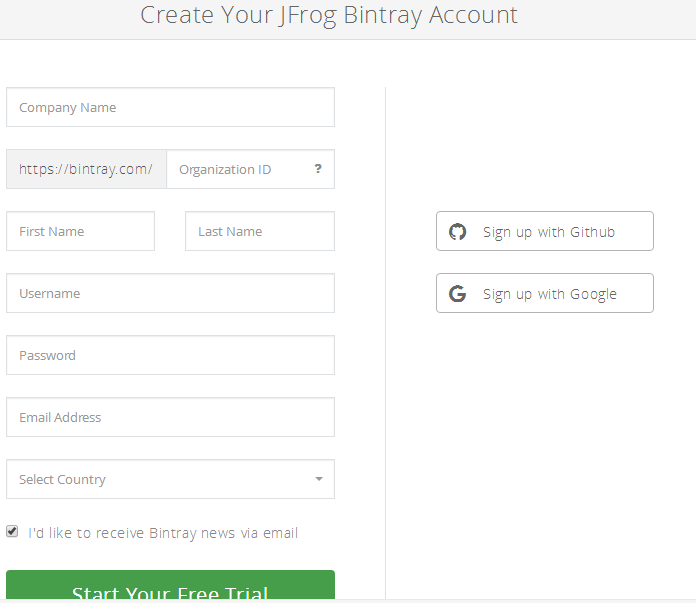 Create Your JFrog Bintray Account
Company Name
https://bintray.com/ Organization ID ?
First Name Last Name
Username
Password
Email Address
Select Country
I'd like to receive Bintray news via email
Start Your Free Trial
Sign up with Github
Sign up with Google